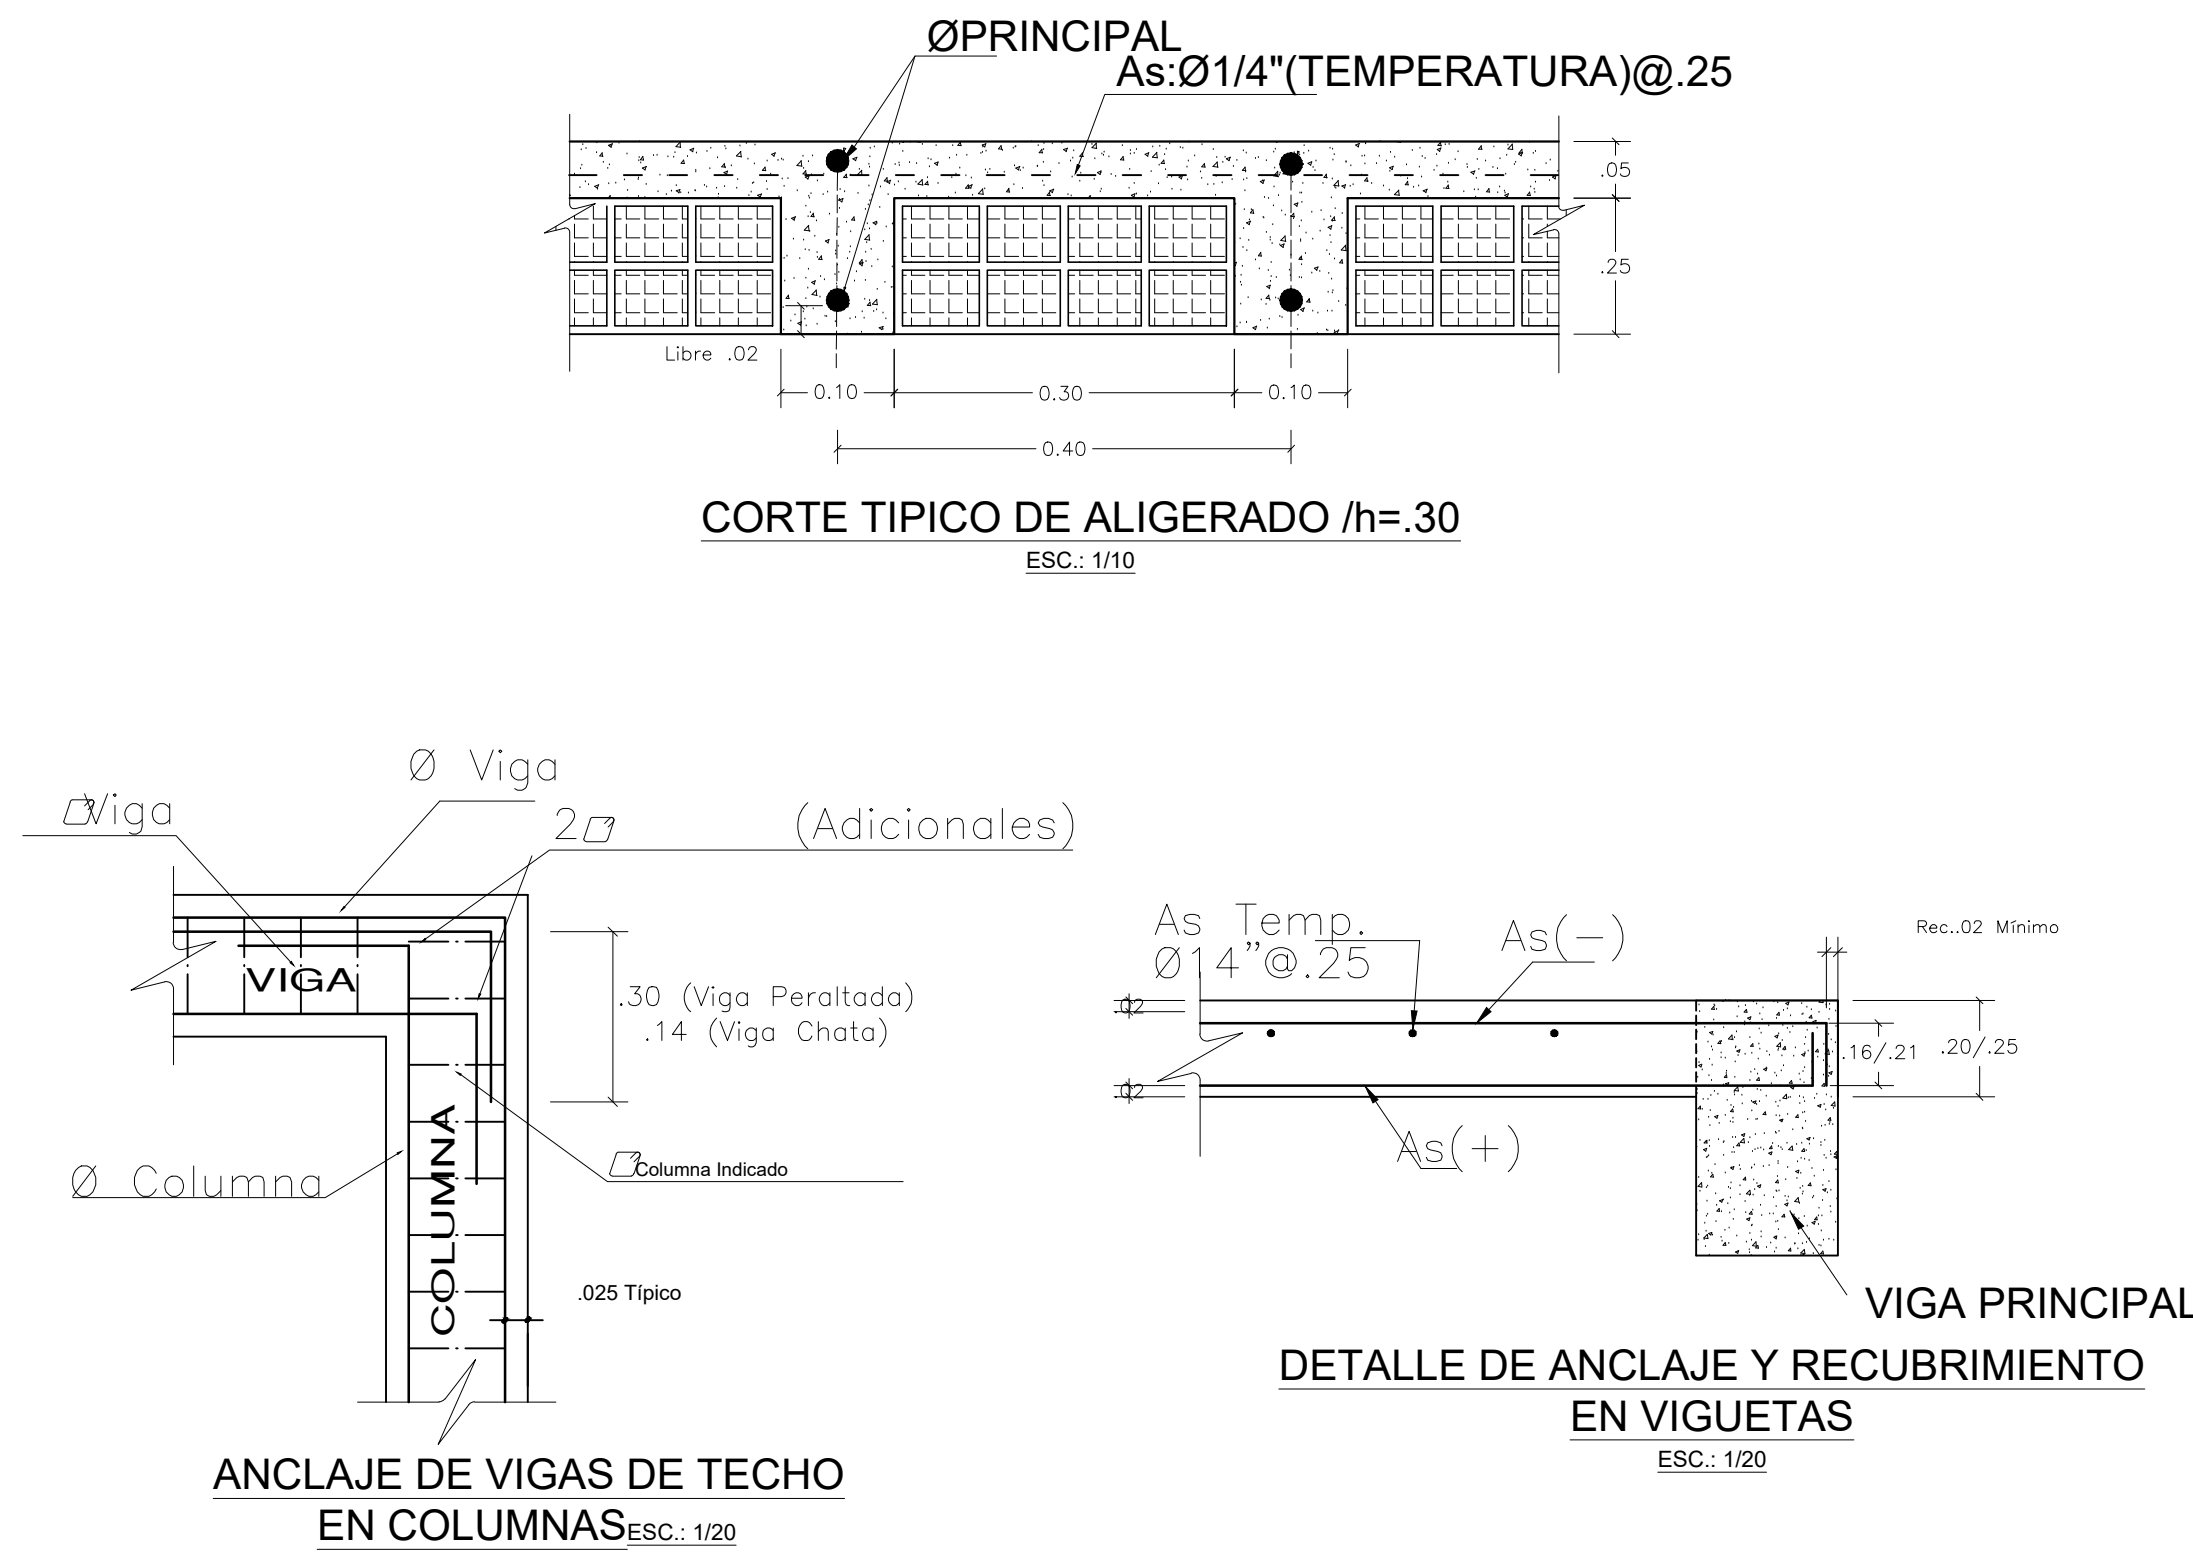 ØPRINCIPAL
As:Ø1/4"(TEMPERATURA)@.25
.05
.25
Libre .02
0.10
0.30
0.10
0.40
CORTE TIPICO DE ALIGERADO /h=.30
ESC.: 1/10
Ø Viga
Viga
2 (Adicionales)
VIGA
.30 (Viga Peraltada)
.14 (Viga Chata)
COLUMNA
Columna Indicado
Ø Columna
.025 Típico
ANCLAJE DE VIGAS DE TECHO
EN COLUMNAS ESC.: 1/20
As Temp.
Ø14”@.25
As(-)
Rec..02 Mínimo
.02
.16/.21
.20/.25
.02
As(+)
VIGA PRINCIPAL
DETALLE DE ANCLAJE Y RECUBRIMIENTO
EN VIGUETAS
ESC.: 1/20